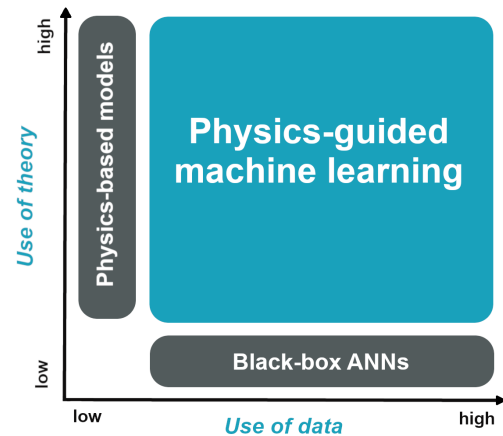 high
Use of theory
low
Physics-based models
Physics-guided
machine learning
Black-box ANNs
low
Use of data
high